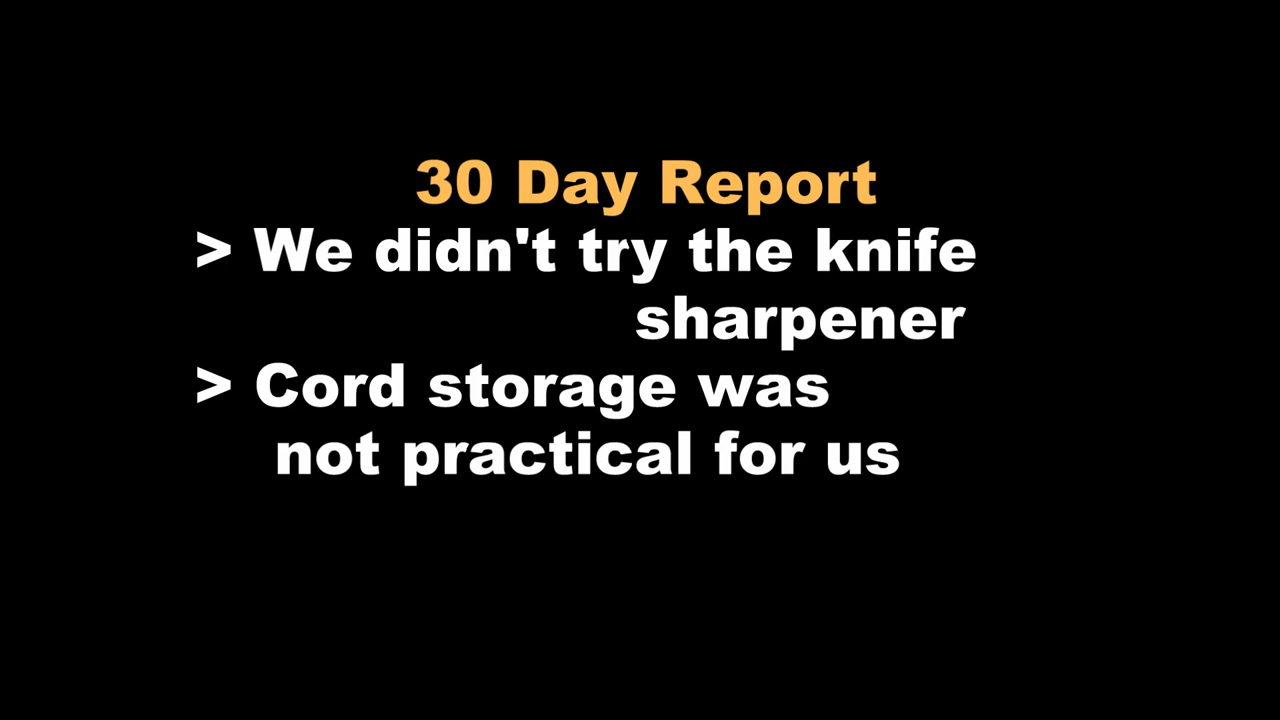 30 Day Report
> We didn't try the knife
sharpener
> Cord storage was
not practical for us